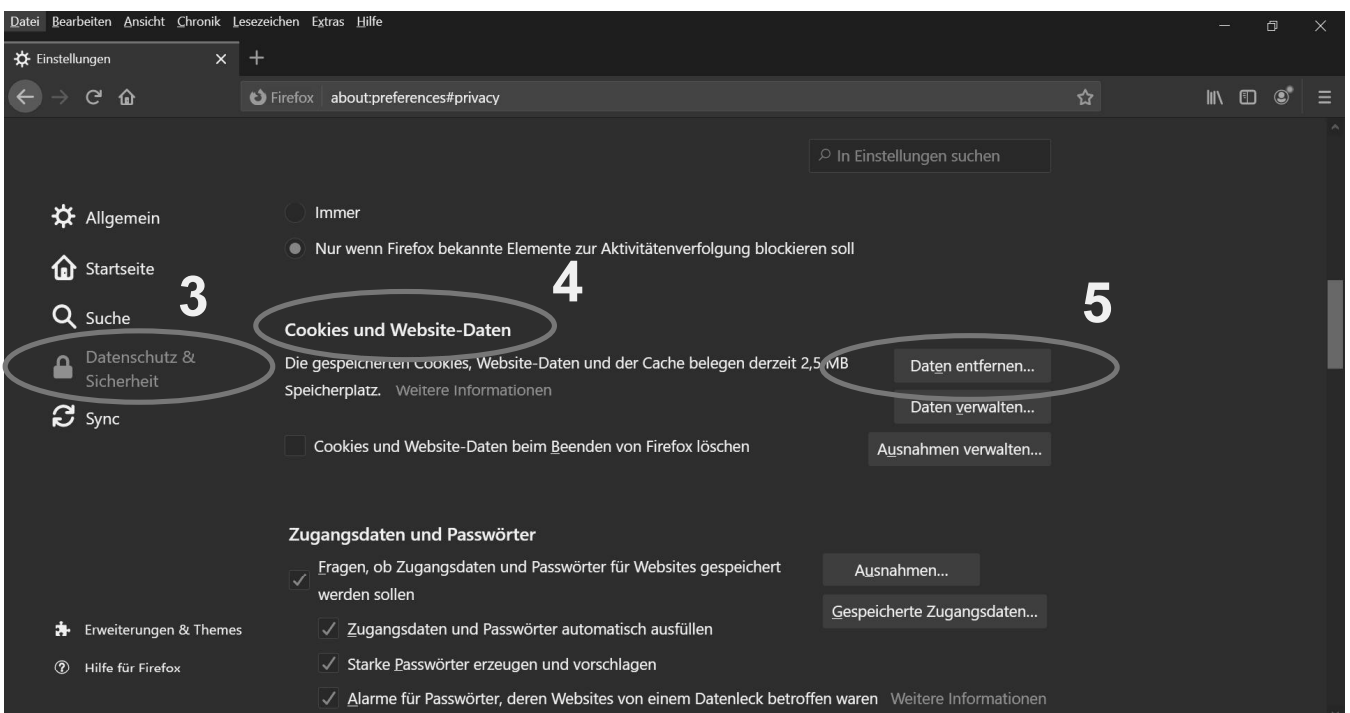 Datei Bearbeiten Ansicht Chronik Lesezeichen Extras Hilfe
Einstellungen
Firefox about:preferences#privacy
In Einstellungen suchen
Allgemein
Startseite
Suche
3
Datenschutz &
Sicherheit
Sync
Erweiterungen & Themes
Hilfe für Firefox
Immer
Nur wenn Firefox bekannte Elemente zur Aktivitätenverfolgung blockieren soll
4
5
Cookies und Website-Daten
Die gespeicherten Cookies, Website-Daten und der Cache belegen derzeit 2,5 MB
Speicherplatz. Weitere Informationen
Daten entfernen...
Daten verwalten...
Cookies und Website-Daten beim Beenden von Firefox löschen
Ausnahmen verwalten...
Zugangsdaten und Passwörter
Fragen, ob Zugangsdaten und Passwörter für Websites gespeichert
werden sollen
Ausnahmen...
Gespeicherte Zugangsdaten...
Zugangsdaten und Passwörter automatisch ausfüllen
Starke Passwörter erzeugen und vorschlagen
Alarme für Passwörter, deren Websites von einem Datenleck betroffen waren Weitere Informationen